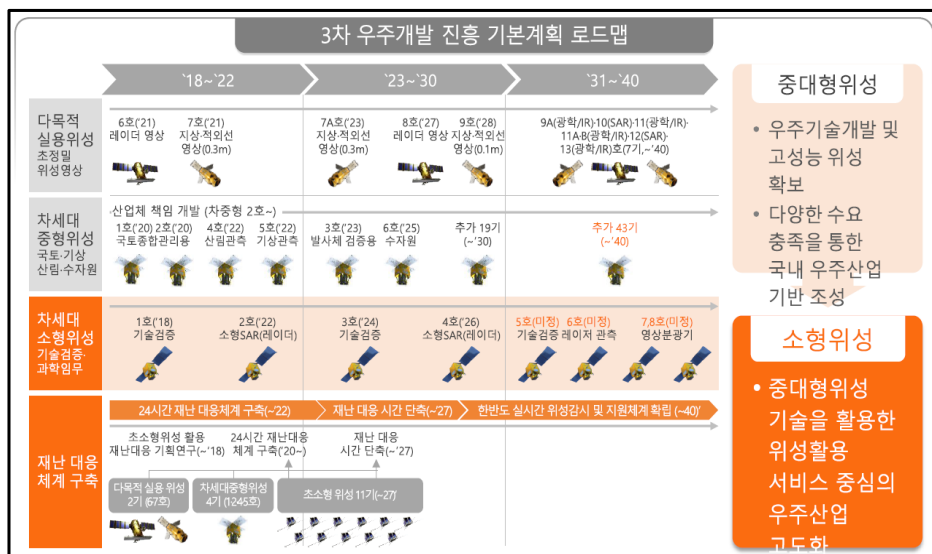 3차 우주개발 진흥 기본계획 로드맵
`18~`22
`23~`30
`31~`40
다목적
실용위성
초정밀
위성영상
6호('21)
레이더 영상
7호('21)
지상·적외선
영상(0.3m)
7A호('23)
지상·적외선
영상(0.3m)
8호('27)
레이더 영상
9호('28)
지상·적외선
영상(0.1m)
9A(광학/IR)·10(SAR)·11(광학/IR)·
11A·B(광학/IR)·12(SAR)·
13(광학/IR)호(7기,~'40)
차세대
중형위성
국토·기상
산림·수자원
산업체 책임 개발 (차중형 2호~)
1호('20) 2호('20)
국토종합관리용
4호('22)
산림관측
5호('22)
기상관측
3호('23)
발사체 검증용
6호('25)
수자원
추가 19기
(~'30)
추가 43기
(~'40)
차세대
소형위성
기술검증·
과학임무
1호('18)
기술검증
2호('22)
소형SAR(레이더)
3호('24)
기술검증
4호('26)
소형SAR(레이더)
5호(미정)
기술검증
6호(미정)
레이저 관측
7,8호(미정)
영상분광기
재난 대응
체계 구축
24시간 재난 대응체계 구축(~'22)
재난 대응 시간 단축(~'27)
한반도 실시간 위성감시 및 지원체계 확립 (~40)'
초소형위성 활용
재난대응 기획연구(~'18)
24시간 재난대응
체계 구축('20~)
재난 대응
시간 단축(~'27)
다목적 실용 위성
2기 (67호)
차세대중형위성
4기 (1·245호)
초소형 위성 11기(~27)'
중대형위성
• 우주기술개발 및
고성능 위성
확보
• 다양한 수요
충족을 통한
국내 우주산업
기반 조성
소형위성
• 중대형위성
기술을 활용한
위성활용
서비스 중심의
우주산업
고도화